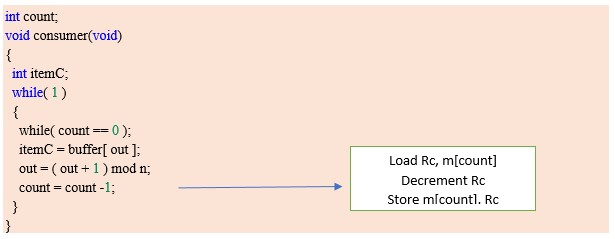 int count;
void consumer(void)
{
int itemC;
while( 1 )
{
while( count == 0 );
itemC = buffer[ out ];
out = ( out + 1 ) mod n;
count = count -1;
}
}
Load Rc, m[count]
Decrement Rc
Store m[count], Rc